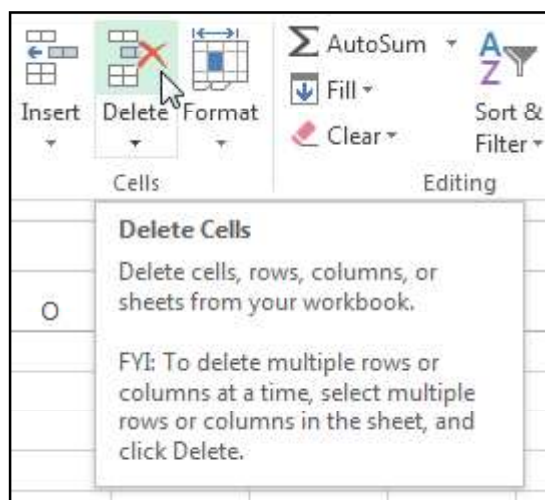 Σ AutoSum
A
Z
Fill
Insert Delete Format
Sort &
Clear
Filter
Cells
Editing
Delete Cells
Delete cells, rows, columns, or
sheets from your workbook.
O
FYI: To delete multiple rows or
columns at a time, select multiple
rows or columns in the sheet, and
click Delete.